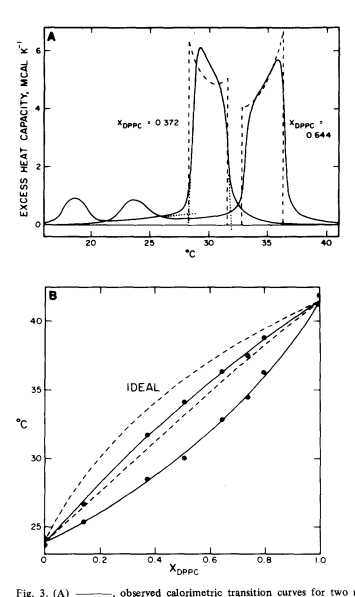 A
EXCESS HEAT CAPACITY, MCAL K⁻¹
6
4
2
0
X_DPPC = 0.372
X_DPPC =
0.644
20
25
30
35
40
°C
B
40
35
30
25
23
°C
IDEAL
0
0.2
0.4
0.6
0.8
1.0
X_DPPC
Fig. 3. (A) ———, observed calorimetric transition curves for two m